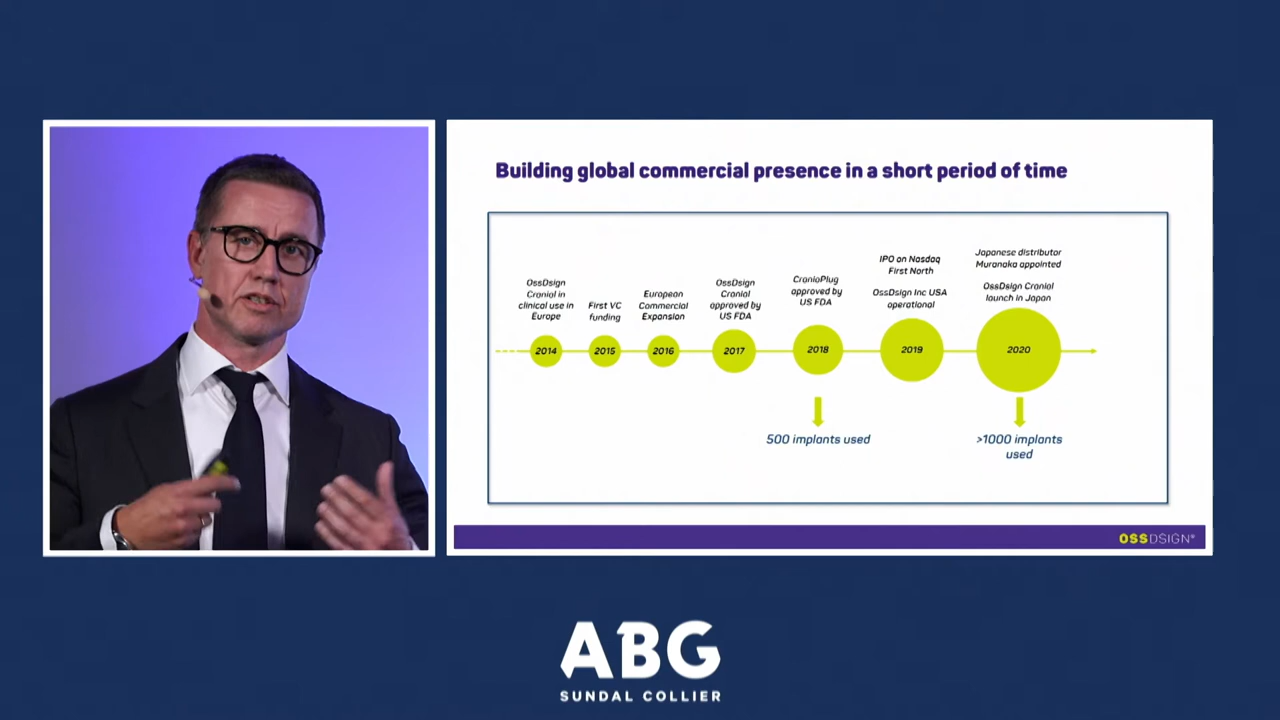 Building global commercial presence in a short period of time
OssDsign
Cranial in
clinical use in
Europe
First VC
funding
European
Commercial
Expansion
OssDsign
Cranial
approved by
US FDA
CranioPlug
approved by
US FDA
IPO on Nasdaq
First North
OssDsign Inc USA
operational
Japanese distributor
Muranaka appointed
OssDsign Cranial
launch in Japan
2014
2015
2016
2017
2018
2019
2020
500 implants used
>1000 implants
used
OSSDSIGN®
ABG
SUNDAL COLLIER